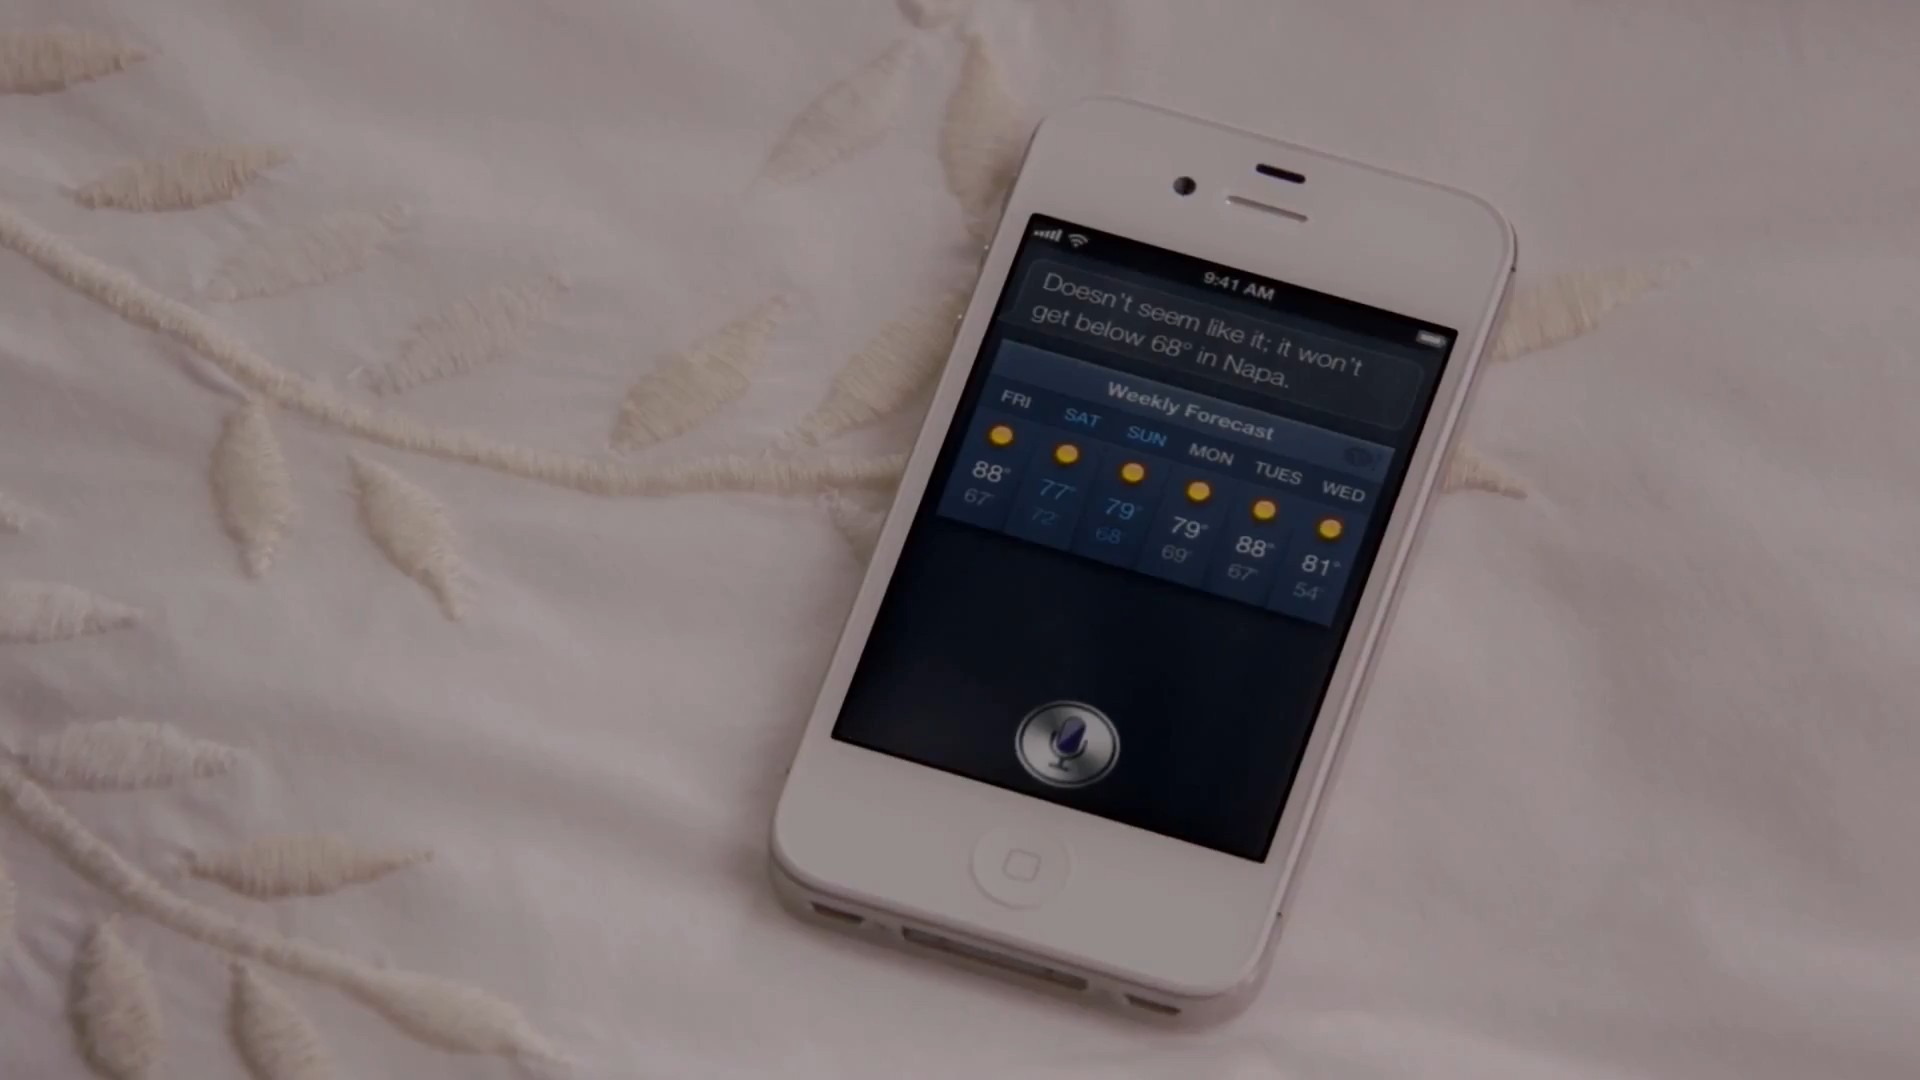 9:41 AM
Doesn't seem like it; it won't
get below 68° in Napa.
Weekly Forecast
FRI SAT SUN MON TUES WED
88° 77° 79° 79° 88° 81°
67° 72° 68° 69° 67° 54°